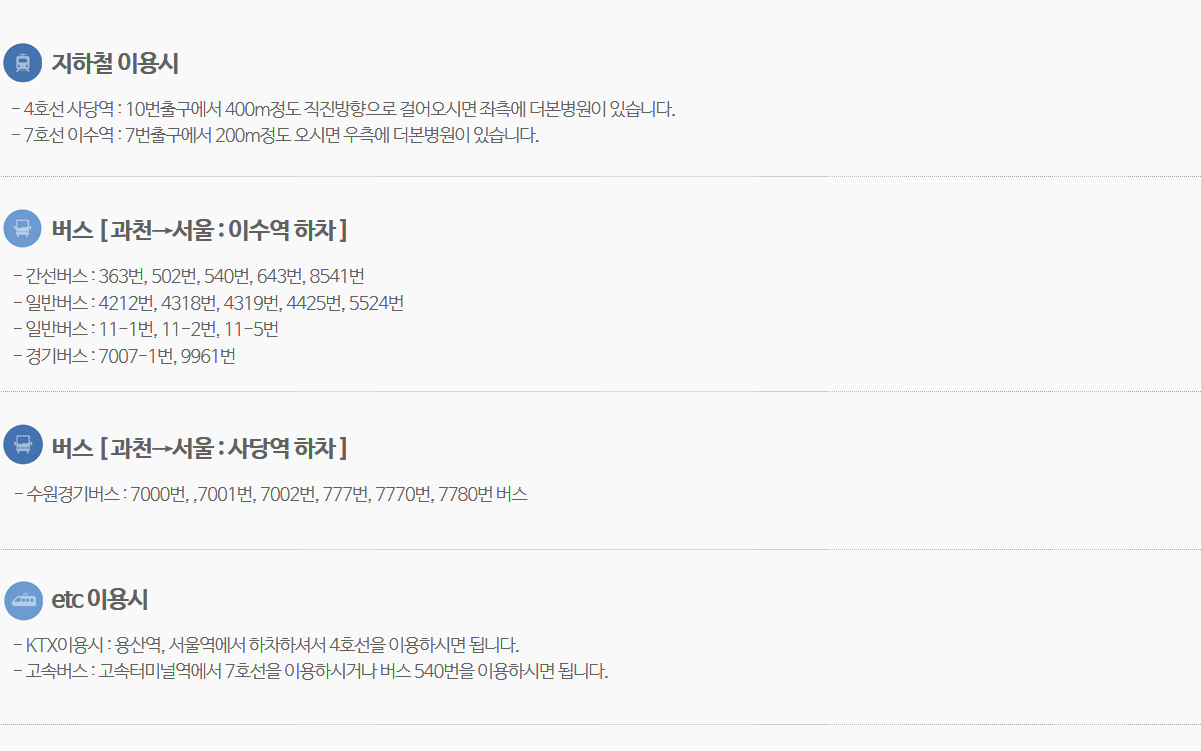 지하철 이용시
- 4호선 사당역 : 10번출구에서 400m정도 직진방향으로 걸어오시면 좌측에 더본병원이 있습니다.
- 7호선 이수역 : 7번출구에서 200m정도 오시면 우측에 더본병원이 있습니다.
버스 [ 과천→서울 : 이수역 하차 ]
- 간선버스 : 363번, 502번, 540번, 643번, 8541번
- 일반버스 : 4212번, 4318번, 4319번, 4425번, 5524번
- 일반버스 : 11-1번, 11-2번, 11-5번
- 경기버스 : 7007-1번, 9961번
버스 [ 과천→서울 : 사당역 하차 ]
- 수원경기버스 : 7000번, ,7001번, 7002번, 777번, 7770번, 7780번 버스
etc 이용시
- KTX이용시 : 용산역, 서울역에서 하차하셔서 4호선을 이용하시면 됩니다.
- 고속버스 : 고속터미널역에서 7호선을 이용하시거나 버스 540번을 이용하시면 됩니다.